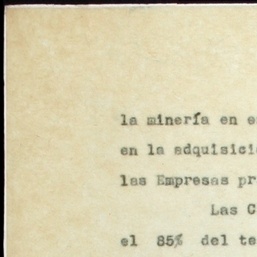 la minería en e
en la adquisici
las Empresas pr
Las C
el 85% del te